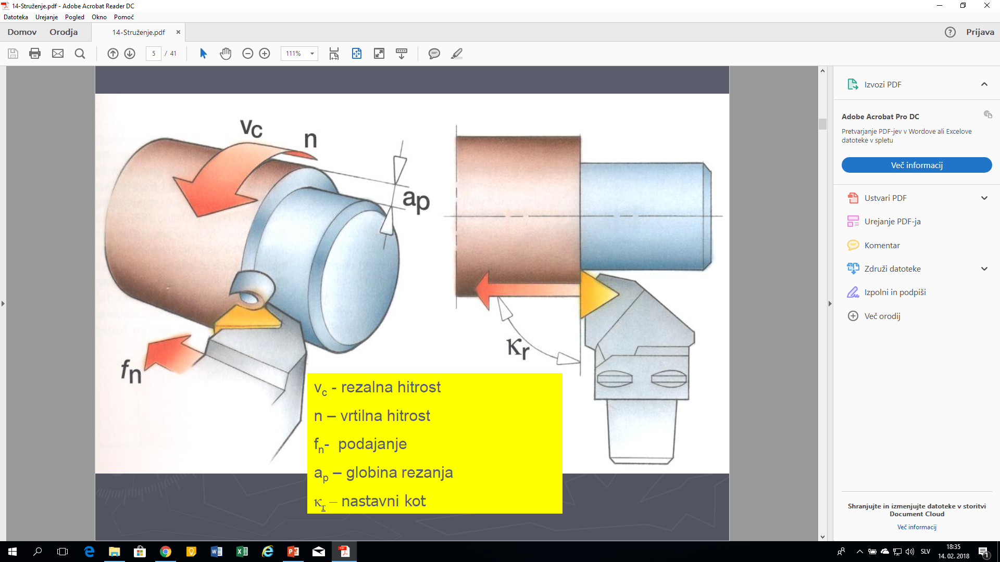 14-Struženje.pdf - Adobe Acrobat Reader DC
Datoteka Urejanje Pogled Okno Pomoč
Domov Orodja 14-Struženje.pdf × Prijava
5 / 41 111%
vc
n
ap
fn
κr
vc - rezalna hitrost
n – vrtilna hitrost
fn- podajanje
ap – globina rezanja
κr – nastavni kot
Izvozi PDF
Adobe Acrobat Pro DC
Pretvarjanje PDF-jev v Wordove ali Excelove
datoteke v spletu
Več informacij
Ustvari PDF
Urejanje PDF-ja
Komentar
Združi datoteke
Izpolni in podpiši
Več orodij
Shranjujte in izmenjujte datoteke v storitvi
Document Cloud
Več informacij
SLV
18:35
14. 02. 2018
1